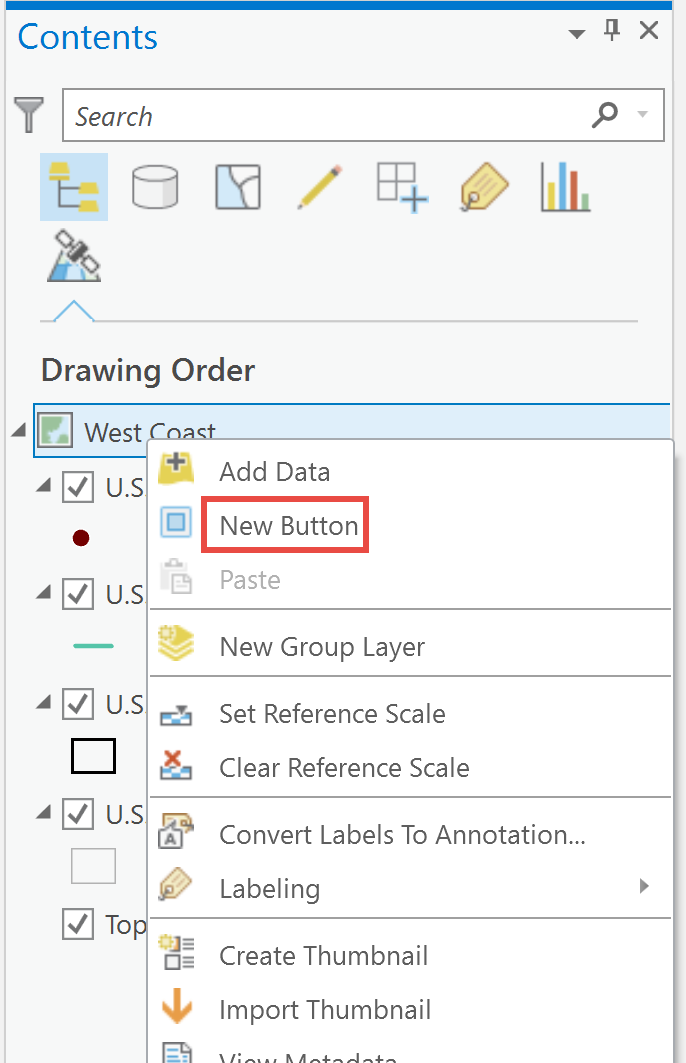 Contents
Search
Drawing Order
West Coast
U.S.
Add Data
New Button
Paste
U.S.
New Group Layer
U.S.
Set Reference Scale
Clear Reference Scale
U.S.
Convert Labels To Annotation...
Labeling
Top
Create Thumbnail
Import Thumbnail
View Metadata